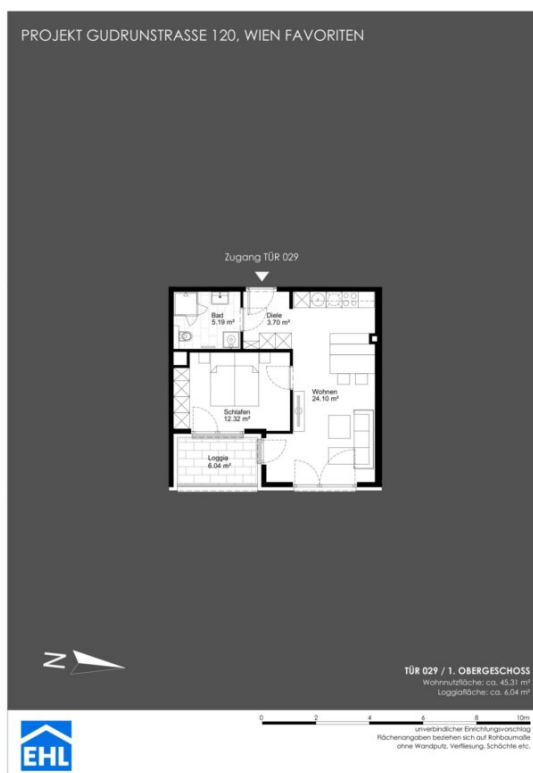 PROJEKT GUDRUNSTRASSE 120, WIEN FAVORITEN
Zugang TÜR 029
Bad
5.19 m²
Diele
3.70 m²
Wohnen
24.10 m²
Schlafen
12.32 m²
Loggia
6.04 m²
N
TÜR 029 / 1. OBERGESCHOSS
Wohnnutzfläche: ca. 45.31 m²
Loggiafläche: ca. 6.04 m²
0 2 4 6 8 10m
unverbindlicher Einrichtungsvorschlag
Flächenangaben beziehen sich auf Rohbaumaße
ohne Wandputz, Verfliesung, Schächte etc.
EHL